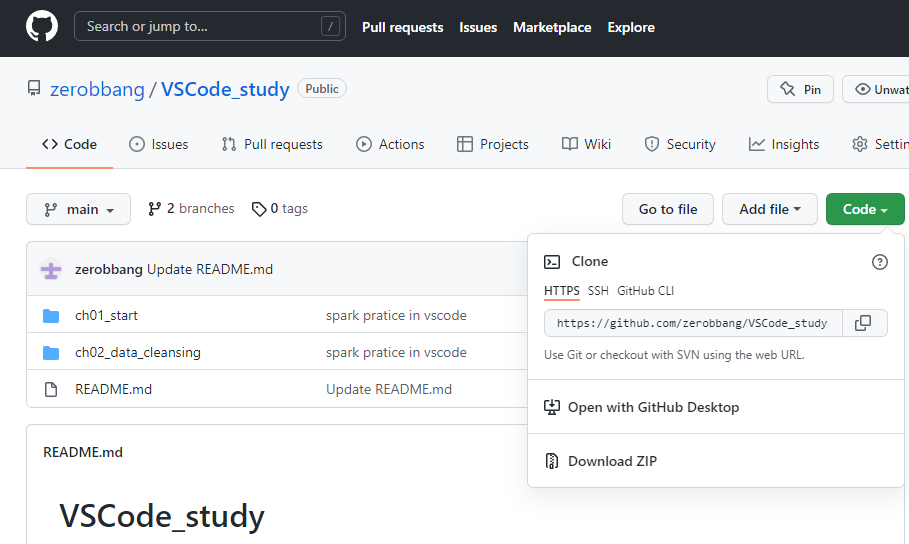 Search or jump to... / Pull requests Issues Marketplace Explore
zerobbang / VSCode_study Public Pin Unwat
Code Issues Pull requests Actions Projects Wiki Security Insights Settin
main 2 branches 0 tags Go to file Add file Code
zerobbang Update README.md
ch01_start spark pratice in vscode
ch02_data_cleansing spark pratice in vscode
README.md Update README.md
README.md
VSCode_study
Clone
HTTPS SSH GitHub CLI
https://github.com/zerobbang/VSCode_study
Use Git or checkout with SVN using the web URL.
Open with GitHub Desktop
Download ZIP